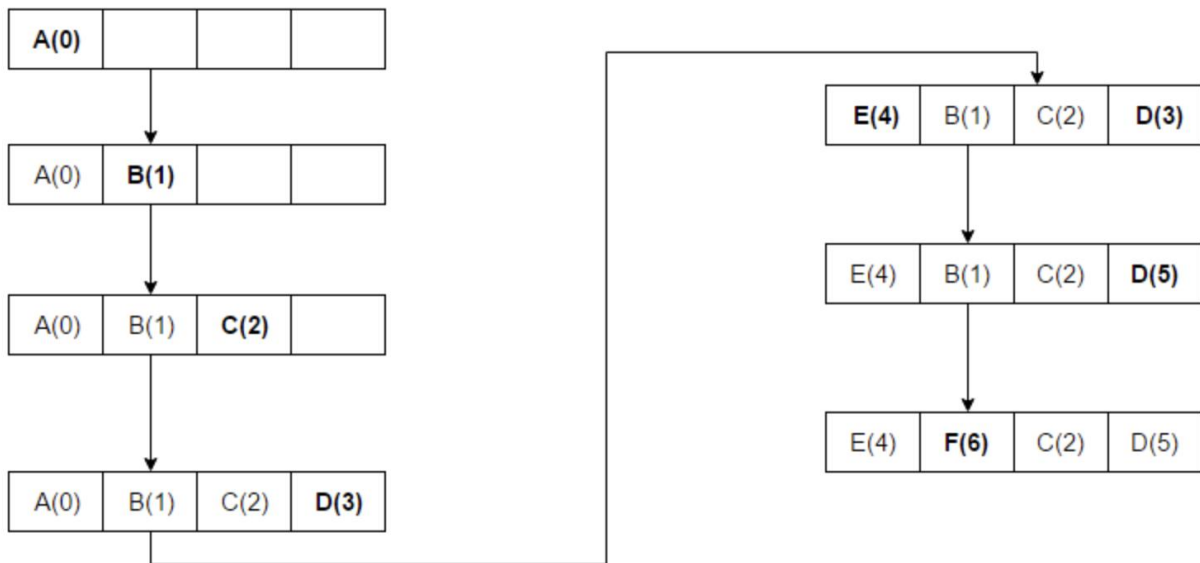 A(0)
A(0) B(1)
A(0) B(1) C(2)
A(0) B(1) C(2) D(3)
E(4) B(1) C(2) D(3)
E(4) B(1) C(2) D(5)
E(4) F(6) C(2) D(5)